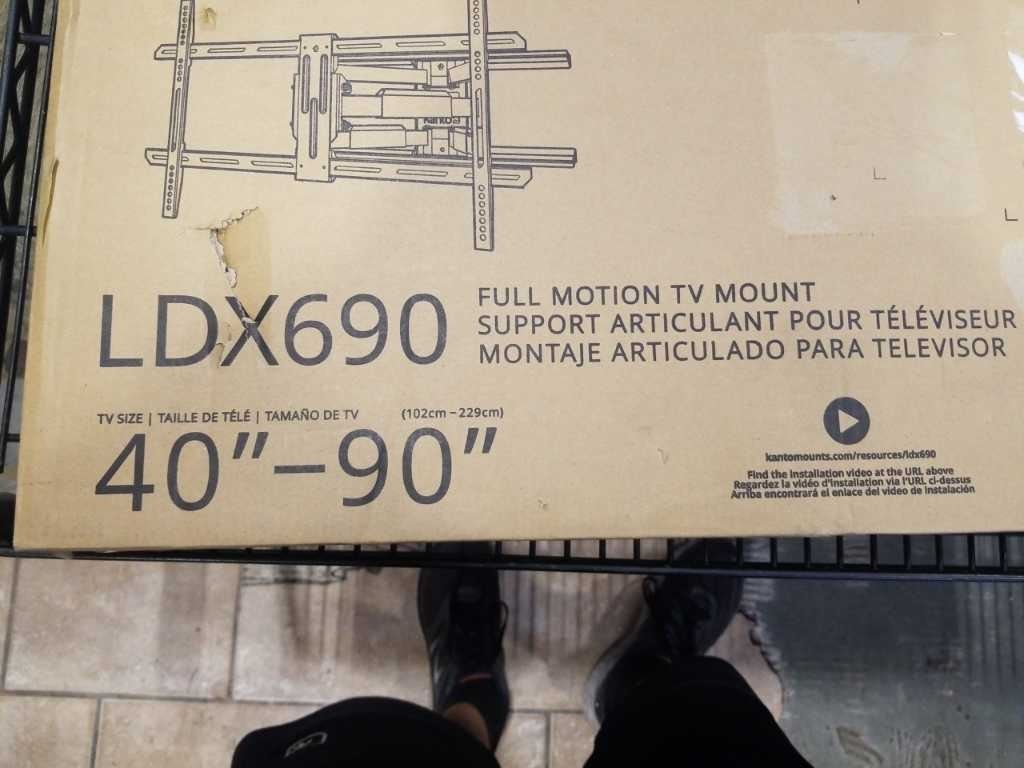 Kanto
LDX690
FULL MOTION TV MOUNT
SUPPORT ARTICULANT POUR TÉLÉVISEUR
MONTAJE ARTICULADO PARA TELEVISOR
TV SIZE | TAILLE DE TÉLÉ | TAMAÑO DE TV (102cm – 229cm)
40”–90”
kantomounts.com/resources/ldx690
Find the installation video at the URL above
Regardez la vidéo d'installation via l'URL ci-dessus
Arriba encontrará el enlace del video de instalación